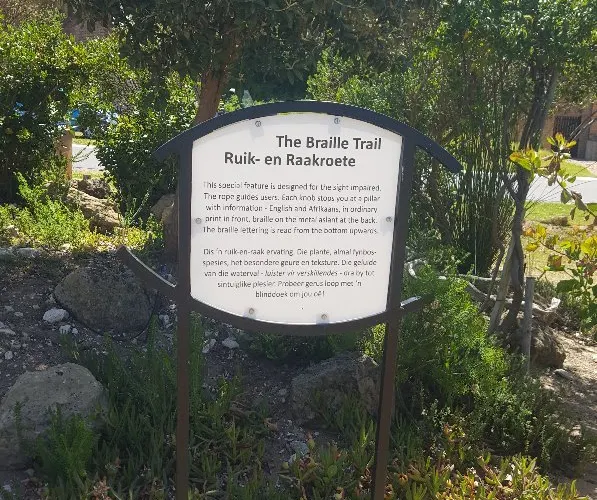 The Braille Trail
Ruik- en Raakroete
This special feature is designed for the sight impaired.
The rope guides users. Each knob stops you at a pillar
with information - English and Afrikaans, in ordinary
print in front, braille on the metal aslant at the back.
The braille lettering is read from the bottom upwards.
Dis 'n ruik-en-raak ervaring. Die plante, almal fynbos-
spesies, het besondere geure en teksture. Die geluide
van die waterval - luister vir verskillendes - dra by tot
sintuiglike plesier. Probeer gerus loop met 'n
blinddoek om jou oë!